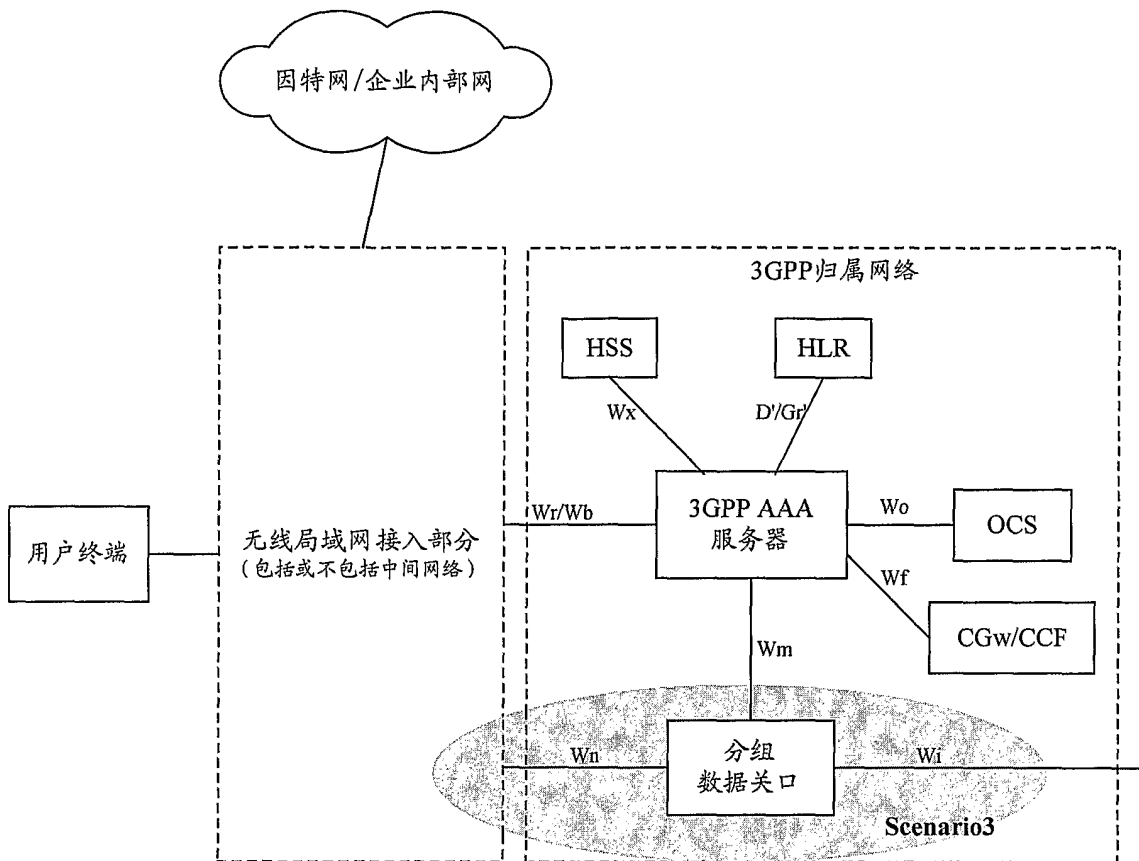 因特网/企业内部网
3GPP归属网络
HSS
HLR
Wx
D'/Gr'
用户终端
无线局域网接入部分
(包括或不包括中间网络)
Wr/Wb
3GPP AAA
服务器
Wo
OCS
Wf
CGw/CCF
Wm
Wn
分组
数据关口
Wi
Scenario3